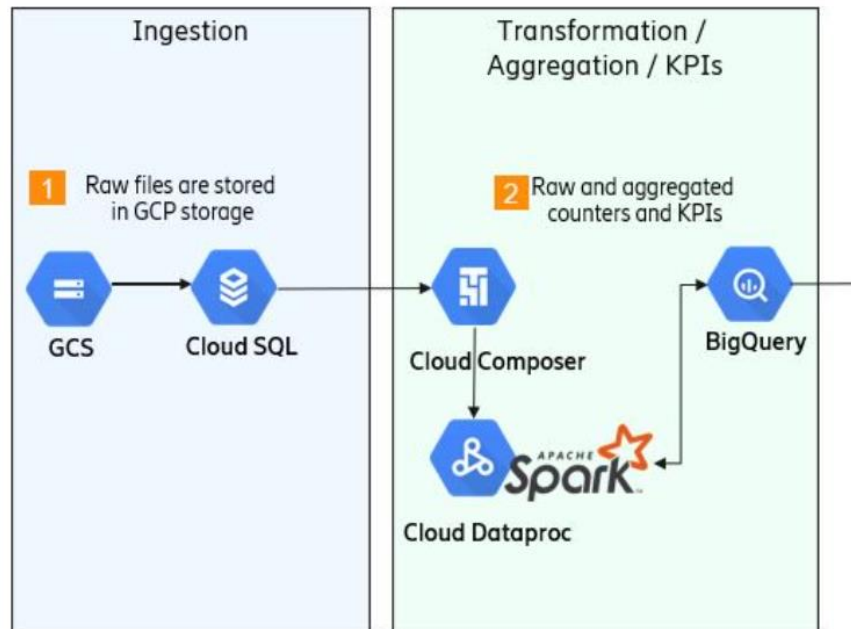 Ingestion
1
Raw files are stored
in GCP storage
GCS
Cloud SQL
Transformation /
Aggregation / KPIs
2
Raw and aggregated
counters and KPIs
Cloud Composer
BigQuery
APACHE
Spark
Cloud Dataproc